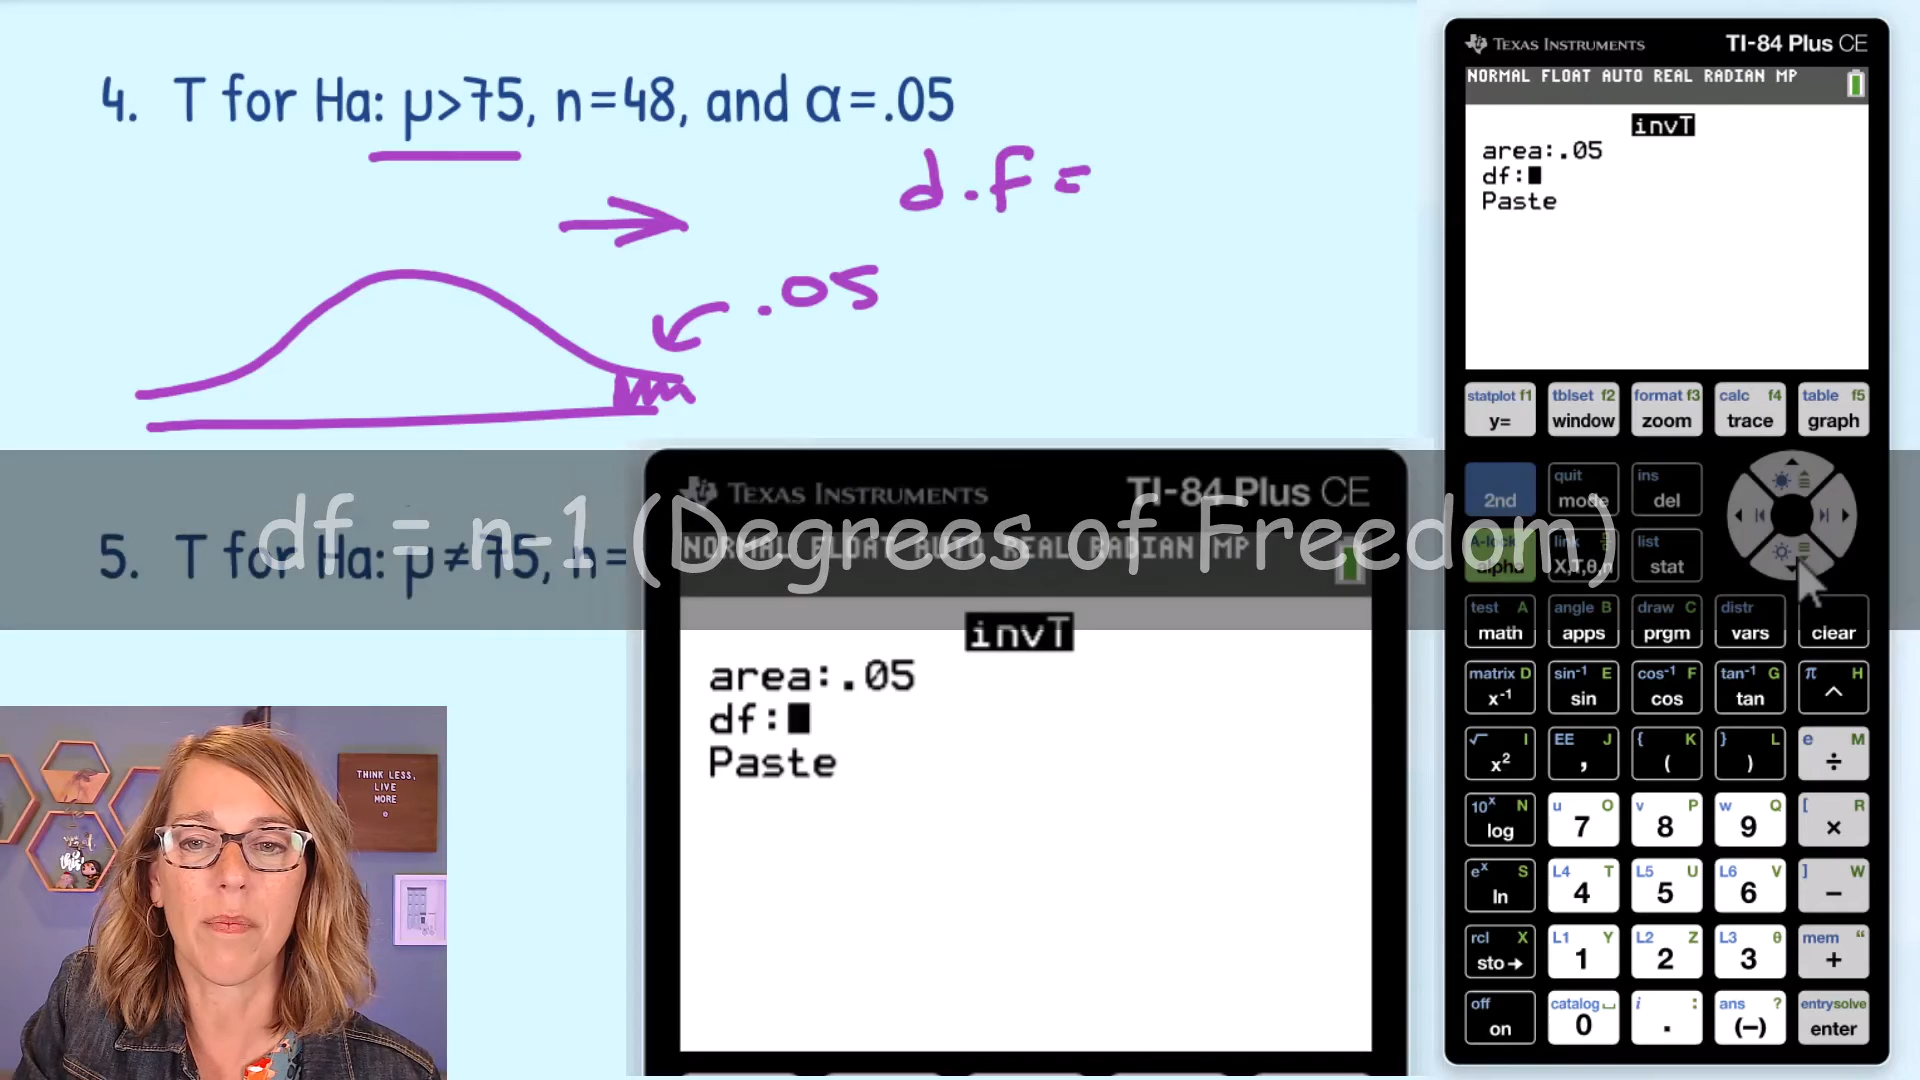 4. T for Ha: μ>75, n=48, and α=.05
d.f=
.05
df = n-1 (Degrees of Freedom)
5. T for Ha: μ≠75, n=
TEXAS INSTRUMENTS TI-84 Plus CE
NORMAL FLOAT AUTO REAL RADIAN MP
invT
area:.05
df:
Paste
THINK LESS,
LIVE
MORE
TEXAS INSTRUMENTS TI-84 Plus CE
NORMAL FLOAT AUTO REAL RADIAN MP
invT
area:.05
df:
Paste
statplot f1 tblset f2 format f3 calc f4 table f5
y= window zoom trace graph
quit ins
2nd mode del
A-lock link list
alpha X,T,θ,n stat
test A angle B draw C distr
math apps prgm vars clear
matrix D sin⁻¹ E cos⁻¹ F tan⁻¹ G π H
x⁻¹ sin cos tan ^
√ I EE J { K } L e M
x² , ( ) ÷
10ˣ N u O v P w Q [ R
log 7 8 9 ×
eˣ S L4 T L5 U L6 V ] W
ln 4 5 6 −
rcl X L1 Y L2 Z L3 θ mem “
sto→ 1 2 3 +
off catalog i : ans ? entry solve
on 0 . (−) enter